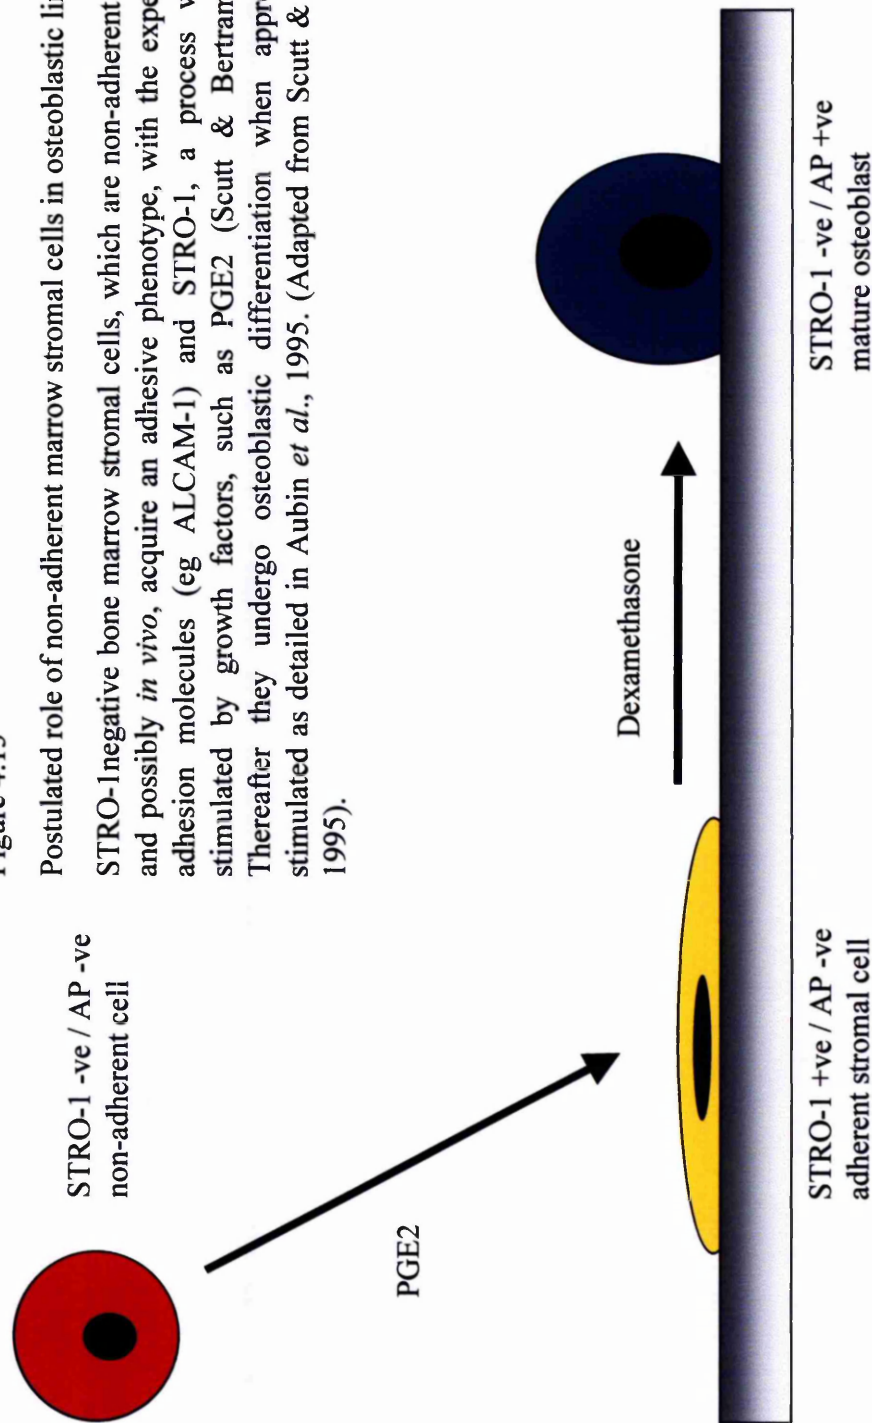 Figure 4.15
Postulated role of non-adherent marrow stromal cells in osteoblastic
STRO-1negative bone marrow stromal cells, which are non-adherent
and possibly in vivo, acquire an adhesive phenotype, with the
adhesion molecules (eg ALCAM-1) and STRO-1, a process
stimulated by growth factors, such as PGE2 (Scutt & Bertram
Thereafter they undergo osteoblastic differentiation when
stimulated as detailed in Aubin et al., 1995. (Adapted from Scutt &
1995).
STRO-1 -ve / AP -ve
non-adherent cell
PGE2
Dexamethasone
STRO-1 +ve / AP -ve
adherent stromal cell
STRO-1 -ve / AP +ve
mature osteoblast